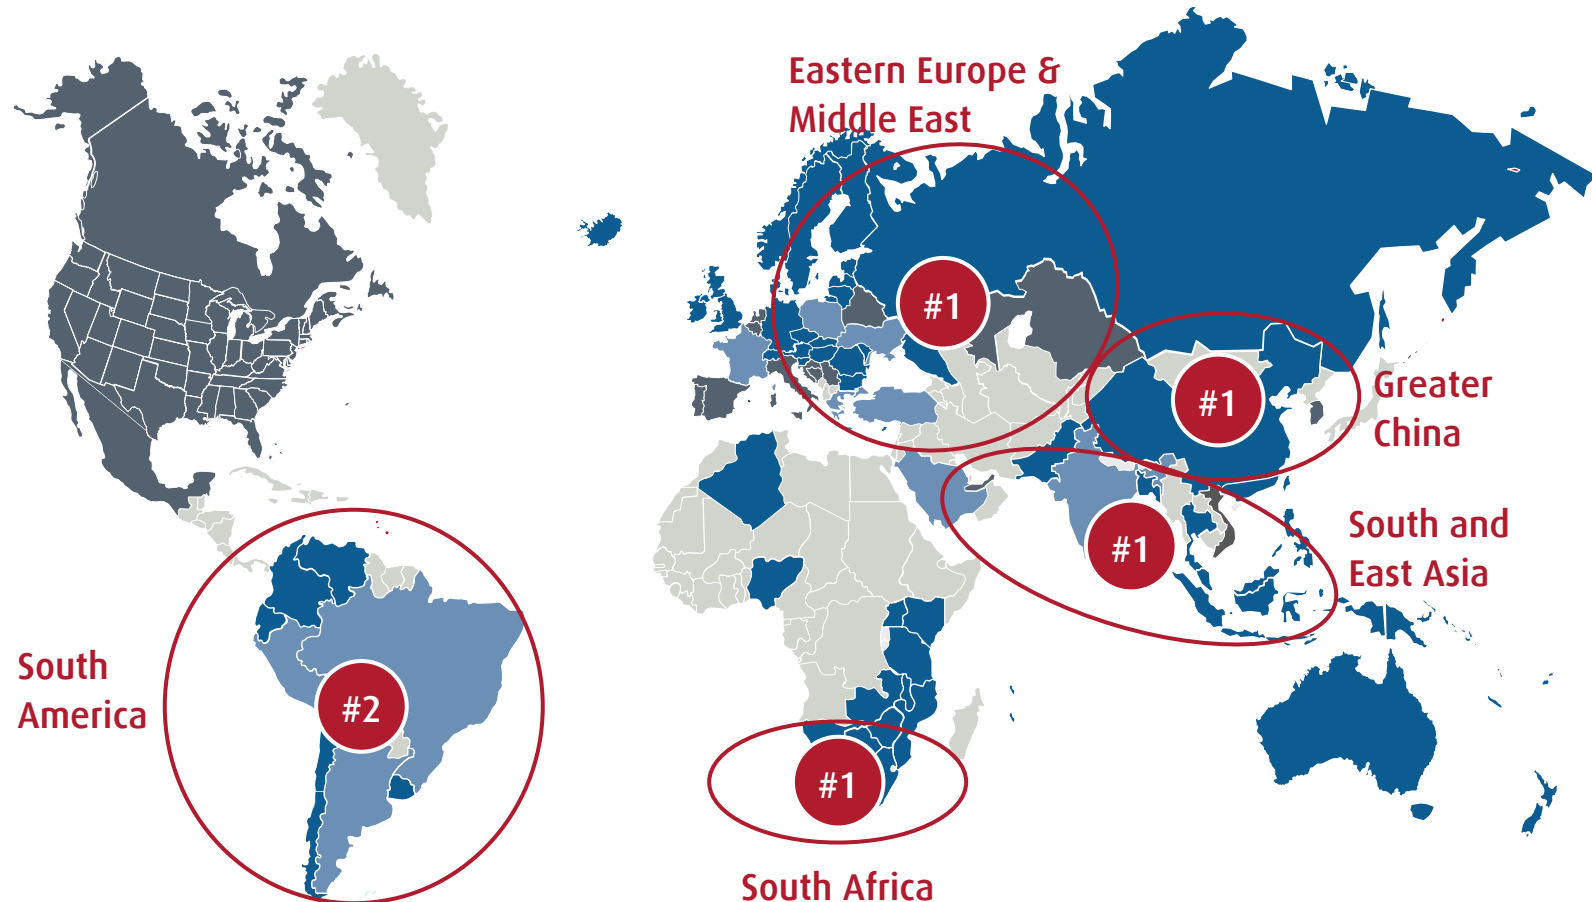 Eastern Europe &
Middle East
#1
#1
Greater
China
South and
East Asia
#1
South
America
#2
#1
South Africa